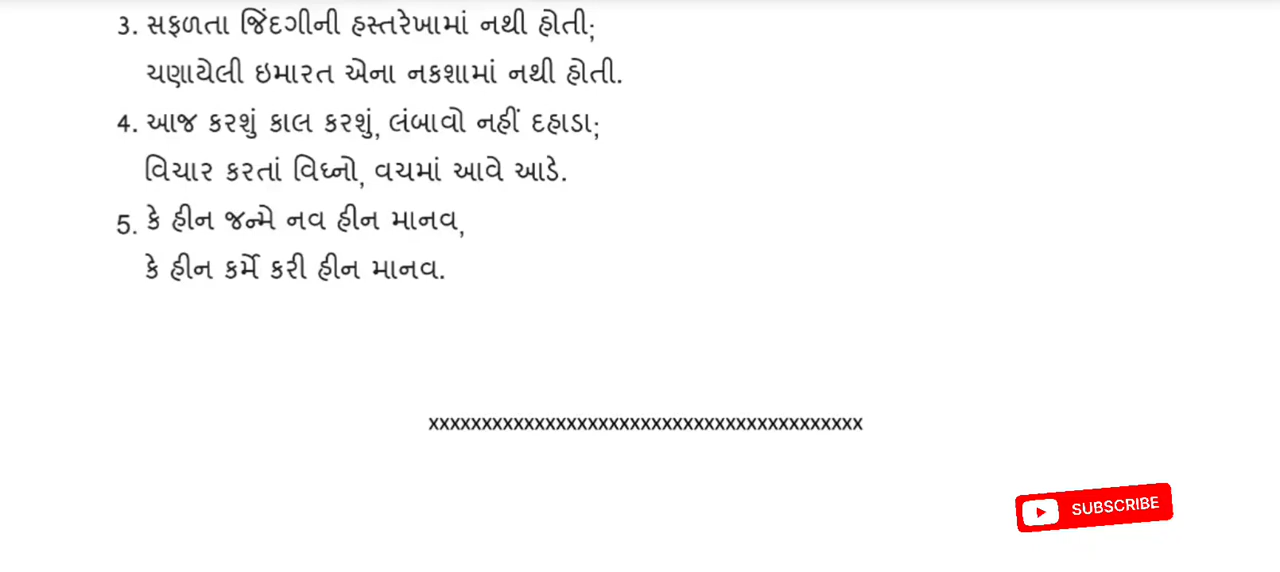 3. સફળતા જિંદગીની હસ્તરેખામાં નથી હોતી;
ચણાયેલી ઇમારત એના નકશામાં નથી હોતી.
4. આજ કરશું કાલ કરશું, લંબાવો નહીં દહાડા;
વિચાર કરતાં વિઘ્નો, વચમાં આવે આડે.
5. કે હીન જન્મે નવ હીન માનવ,
કે હીન કર્મે કરી હીન માનવ.
xxxxxxxxxxxxxxxxxxxxxxxxxxxxxxxxxxxxxxxxx
SUBSCRIBE